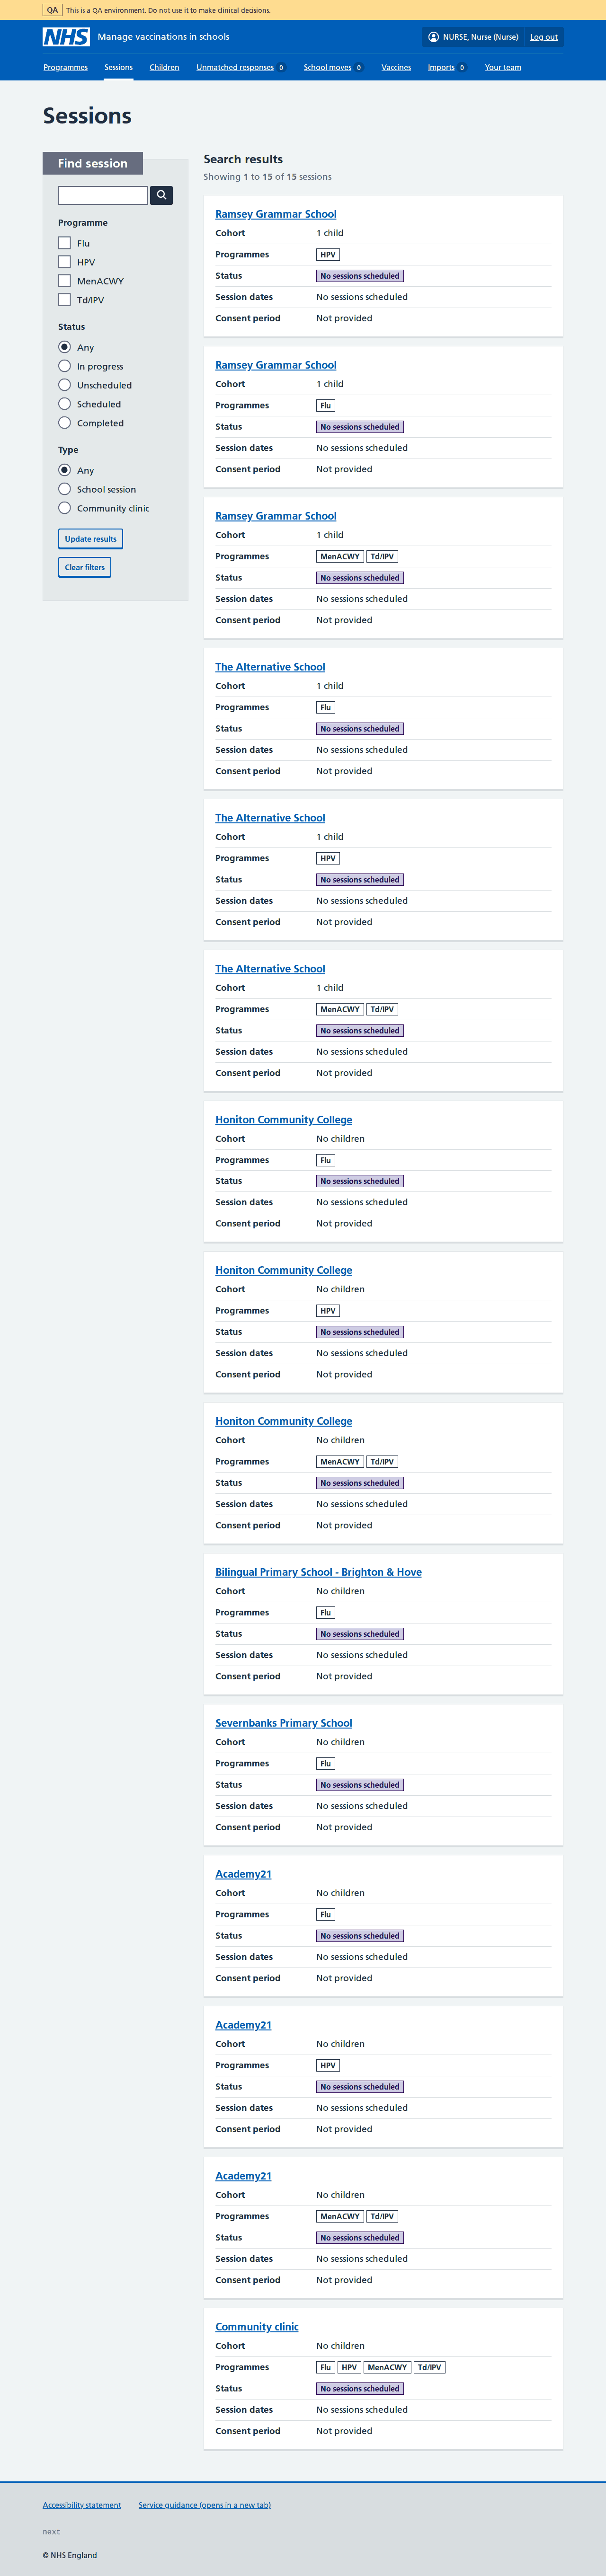 QA This is a QA environment. Do not use it to make clinical decisions.
NHS Manage vaccinations in schools NURSE, Nurse (Nurse) Log out
Programmes Sessions Children Unmatched responses 0 School moves 0 Vaccines Imports 0 Your team
Sessions
Find session
Programme
Flu
HPV
MenACWY
Td/IPV
Status
Any
In progress
Unscheduled
Scheduled
Completed
Type
Any
School session
Community clinic
Update results
Clear filters
Search results
Showing 1 to 15 of 15 sessions
Ramsey Grammar School
Cohort 1 child
Programmes HPV
Status No sessions scheduled
Session dates No sessions scheduled
Consent period Not provided
Ramsey Grammar School
Cohort 1 child
Programmes Flu
Status No sessions scheduled
Session dates No sessions scheduled
Consent period Not provided
Ramsey Grammar School
Cohort 1 child
Programmes MenACWY Td/IPV
Status No sessions scheduled
Session dates No sessions scheduled
Consent period Not provided
The Alternative School
Cohort 1 child
Programmes Flu
Status No sessions scheduled
Session dates No sessions scheduled
Consent period Not provided
The Alternative School
Cohort 1 child
Programmes HPV
Status No sessions scheduled
Session dates No sessions scheduled
Consent period Not provided
The Alternative School
Cohort 1 child
Programmes MenACWY Td/IPV
Status No sessions scheduled
Session dates No sessions scheduled
Consent period Not provided
Honiton Community College
Cohort No children
Programmes Flu
Status No sessions scheduled
Session dates No sessions scheduled
Consent period Not provided
Honiton Community College
Cohort No children
Programmes HPV
Status No sessions scheduled
Session dates No sessions scheduled
Consent period Not provided
Honiton Community College
Cohort No children
Programmes MenACWY Td/IPV
Status No sessions scheduled
Session dates No sessions scheduled
Consent period Not provided
Bilingual Primary School - Brighton & Hove
Cohort No children
Programmes Flu
Status No sessions scheduled
Session dates No sessions scheduled
Consent period Not provided
Severnbanks Primary School
Cohort No children
Programmes Flu
Status No sessions scheduled
Session dates No sessions scheduled
Consent period Not provided
Academy21
Cohort No children
Programmes Flu
Status No sessions scheduled
Session dates No sessions scheduled
Consent period Not provided
Academy21
Cohort No children
Programmes HPV
Status No sessions scheduled
Session dates No sessions scheduled
Consent period Not provided
Academy21
Cohort No children
Programmes MenACWY Td/IPV
Status No sessions scheduled
Session dates No sessions scheduled
Consent period Not provided
Community clinic
Cohort No children
Programmes Flu HPV MenACWY Td/IPV
Status No sessions scheduled
Session dates No sessions scheduled
Consent period Not provided
Accessibility statement Service guidance (opens in a new tab)
next
© NHS England